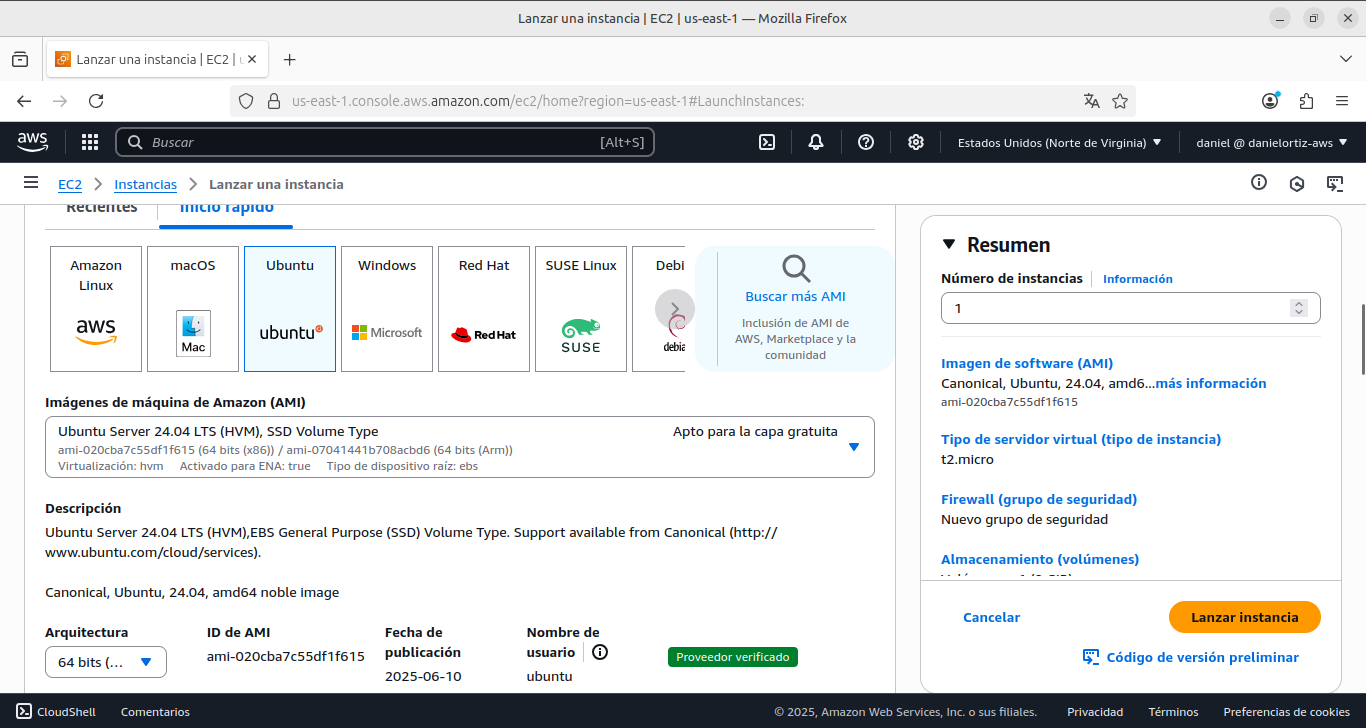 Lanzar una instancia | EC2 | us-east-1 — Mozilla Firefox
Lanzar una instancia | EC2 | u
us-east-1.console.aws.amazon.com/ec2/home?region=us-east-1#LaunchInstances:
aws
Buscar
[Alt+S]
Estados Unidos (Norte de Virginia)
daniel @ danielortiz-aws
EC2
Instancias
Lanzar una instancia
Recientes
Inicio rápido
Amazon
Linux
aws
macOS
Mac
Ubuntu
ubuntu
Windows
Microsoft
Red Hat
Red Hat
SUSE Linux
SUSE
Debi
debia
Buscar más AMI
Inclusión de AMI de
AWS, Marketplace y la
comunidad
Imágenes de máquina de Amazon (AMI)
Ubuntu Server 24.04 LTS (HVM), SSD Volume Type
Apto para la capa gratuita
ami-020cba7c55df1f615 (64 bits (x86)) / ami-07041441b708acbd6 (64 bits (Arm))
Virtualización: hvm Activado para ENA: true Tipo de dispositivo raíz: ebs
Descripción
Ubuntu Server 24.04 LTS (HVM),EBS General Purpose (SSD) Volume Type. Support available from Canonical (http://
www.ubuntu.com/cloud/services).
Canonical, Ubuntu, 24.04, amd64 noble image
Arquitectura
64 bits (...
ID de AMI
ami-020cba7c55df1f615
Fecha de
publicación
2025-06-10
Nombre de
usuario
ubuntu
Proveedor verificado
Resumen
Número de instancias
Información
1
Imagen de software (AMI)
Canonical, Ubuntu, 24.04, amd6...más información
ami-020cba7c55df1f615
Tipo de servidor virtual (tipo de instancia)
t2.micro
Firewall (grupo de seguridad)
Nuevo grupo de seguridad
Almacenamiento (volúmenes)
Cancelar
Lanzar instancia
Código de versión preliminar
CloudShell
Comentarios
© 2025, Amazon Web Services, Inc. o sus filiales.
Privacidad
Términos
Preferencias de cookies